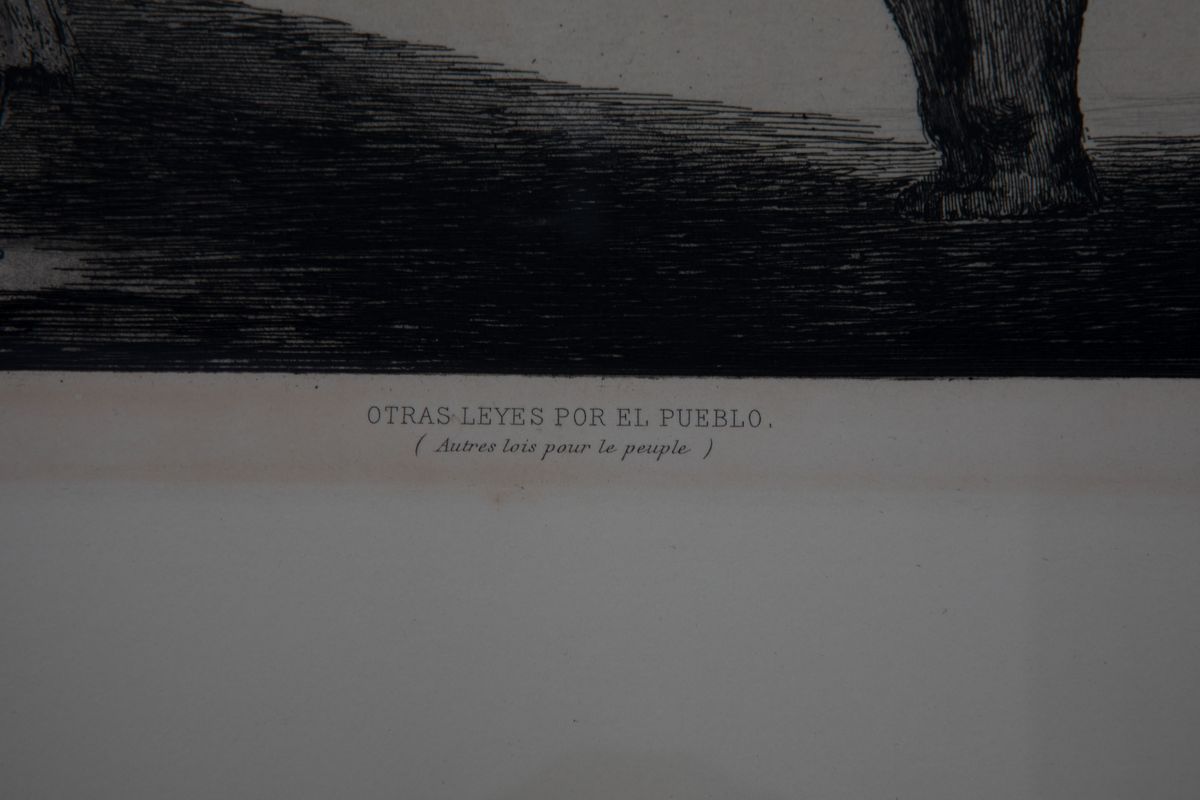 OTRAS LEYES POR EL PUEBLO.
( Autres lois pour le peuple )